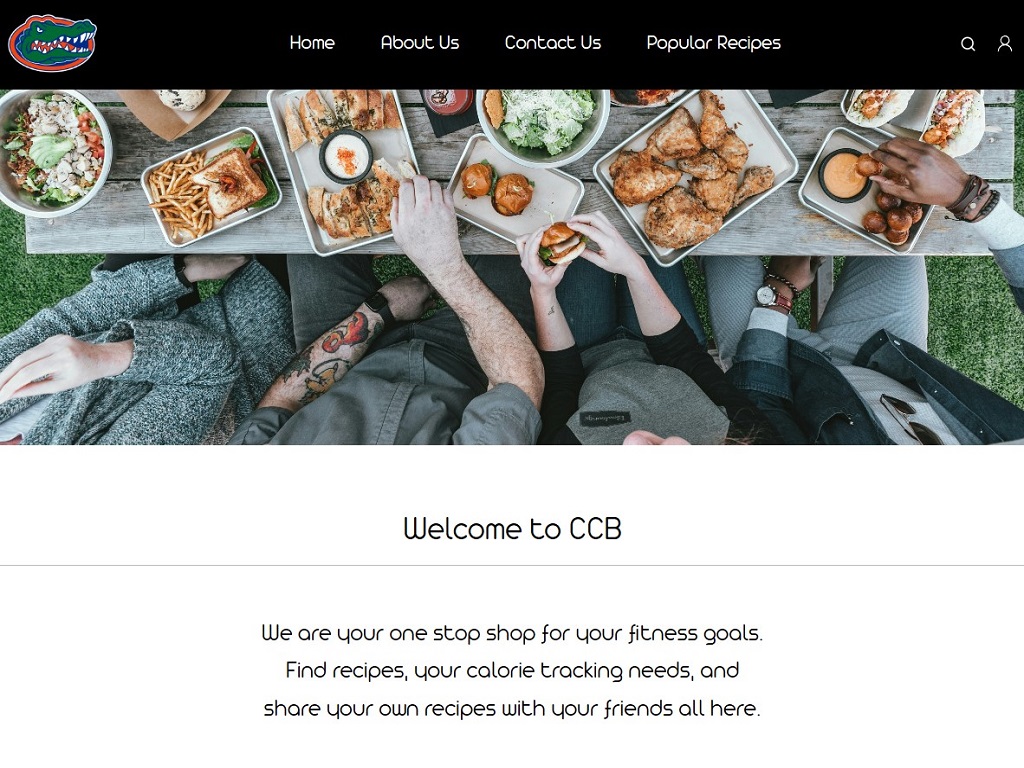 Home About Us Contact Us Popular Recipes
Welcome to CCB
We are your one stop shop for your fitness goals.
Find recipes, your calorie tracking needs, and
share your own recipes with your friends all here.